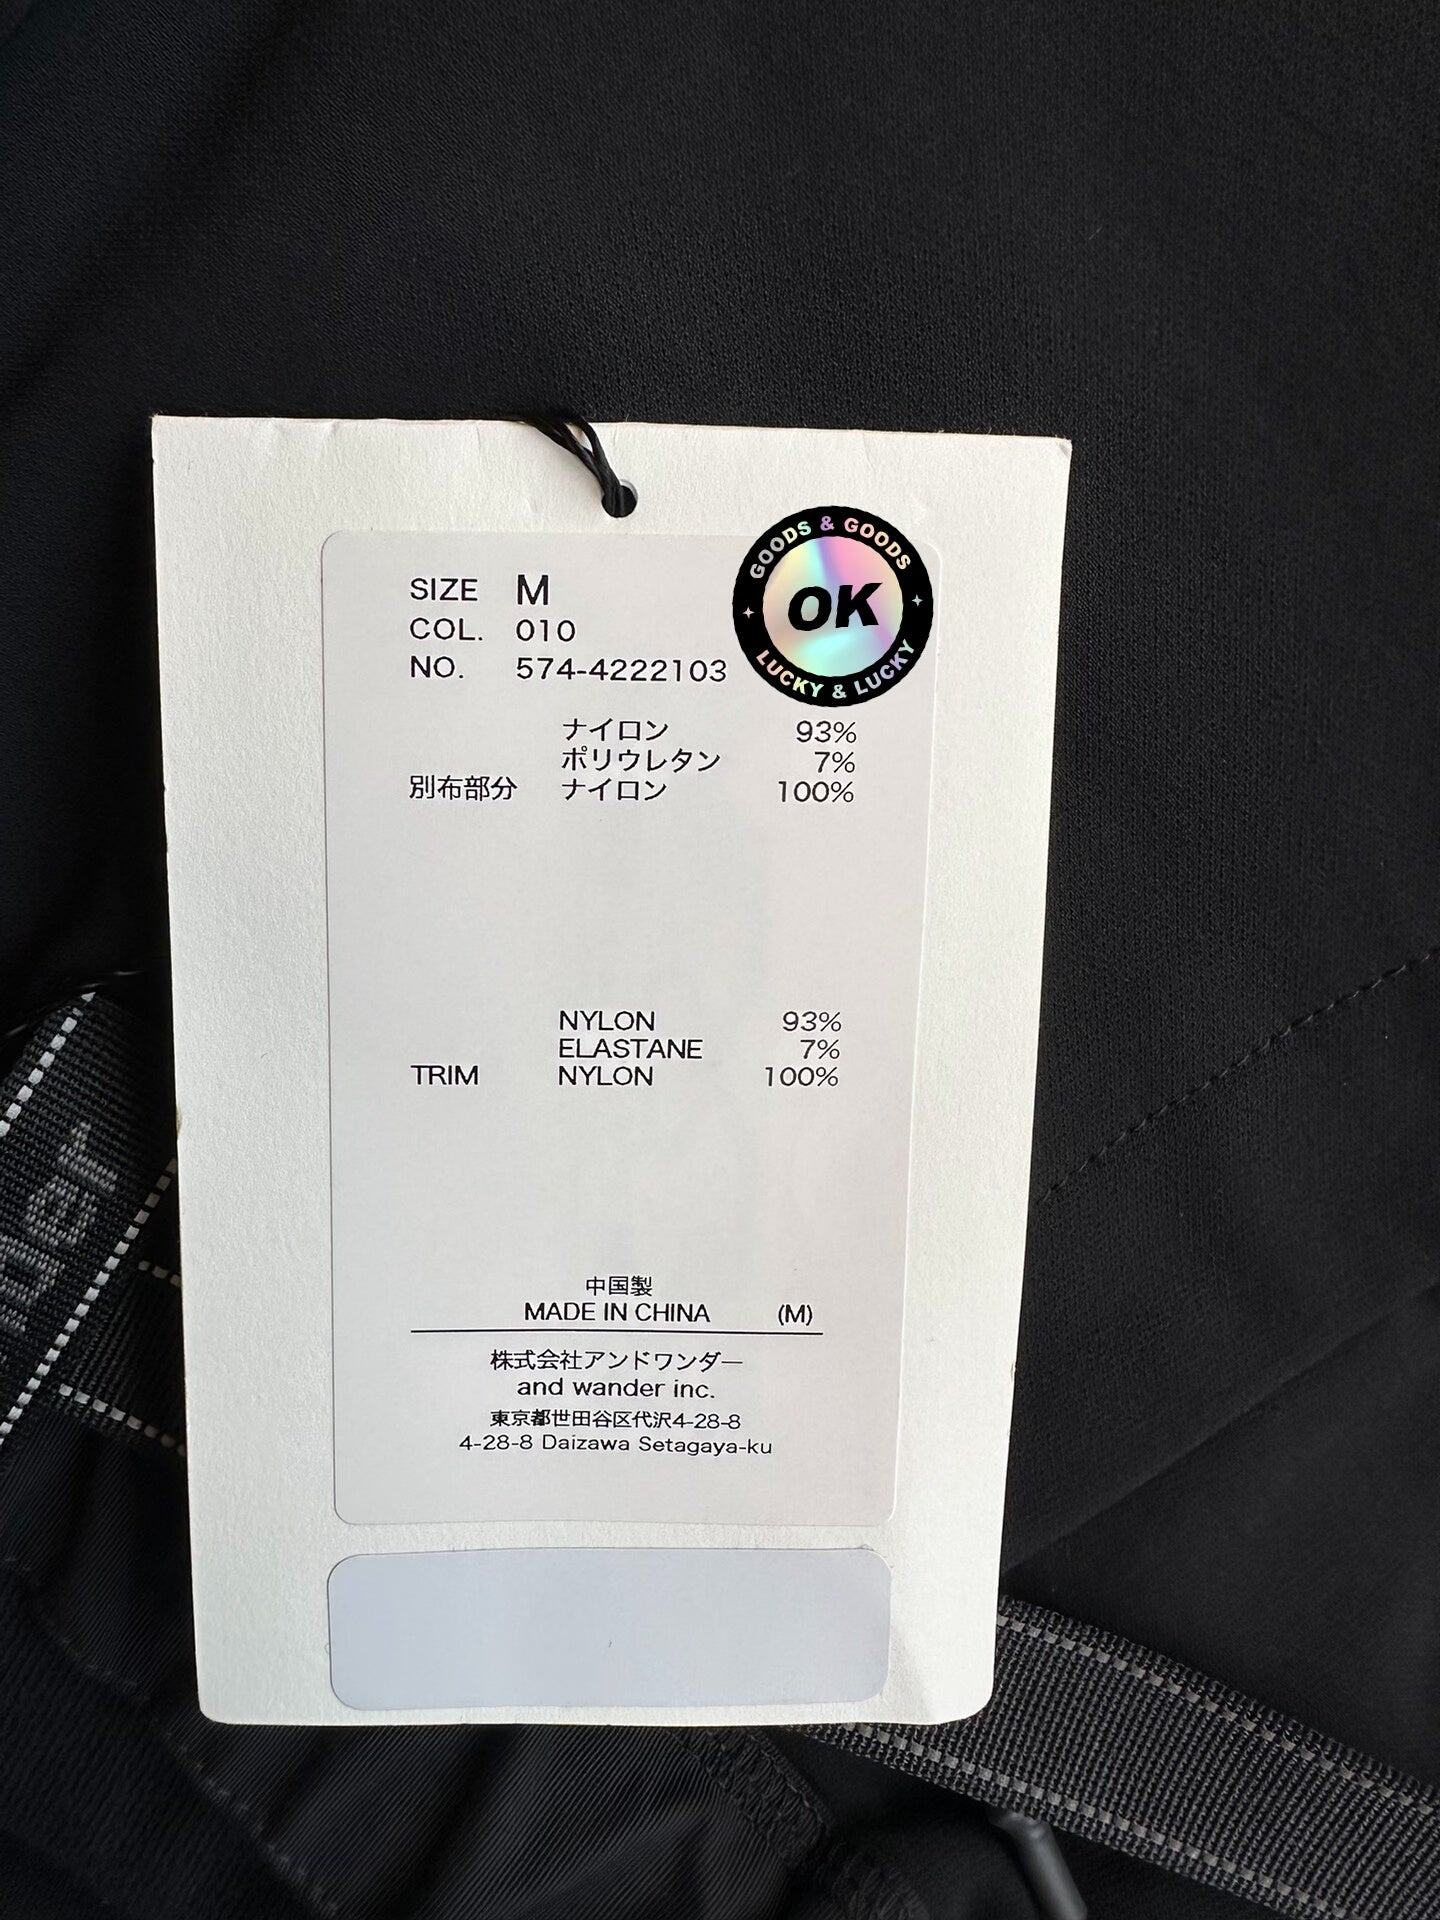 GOODS & GOODS
OK
LUCKY & LUCKY
SIZE M
COL. 010
NO. 574-4222103
ナイロン 93%
ポリウレタン 7%
別布部分 ナイロン 100%
NYLON 93%
ELASTANE 7%
TRIM NYLON 100%
中国製
MADE IN CHINA (M)
株式会社アンドワンダー
and wander inc.
東京都世田谷区代沢4-28-8
4-28-8 Daizawa Setagaya-ku